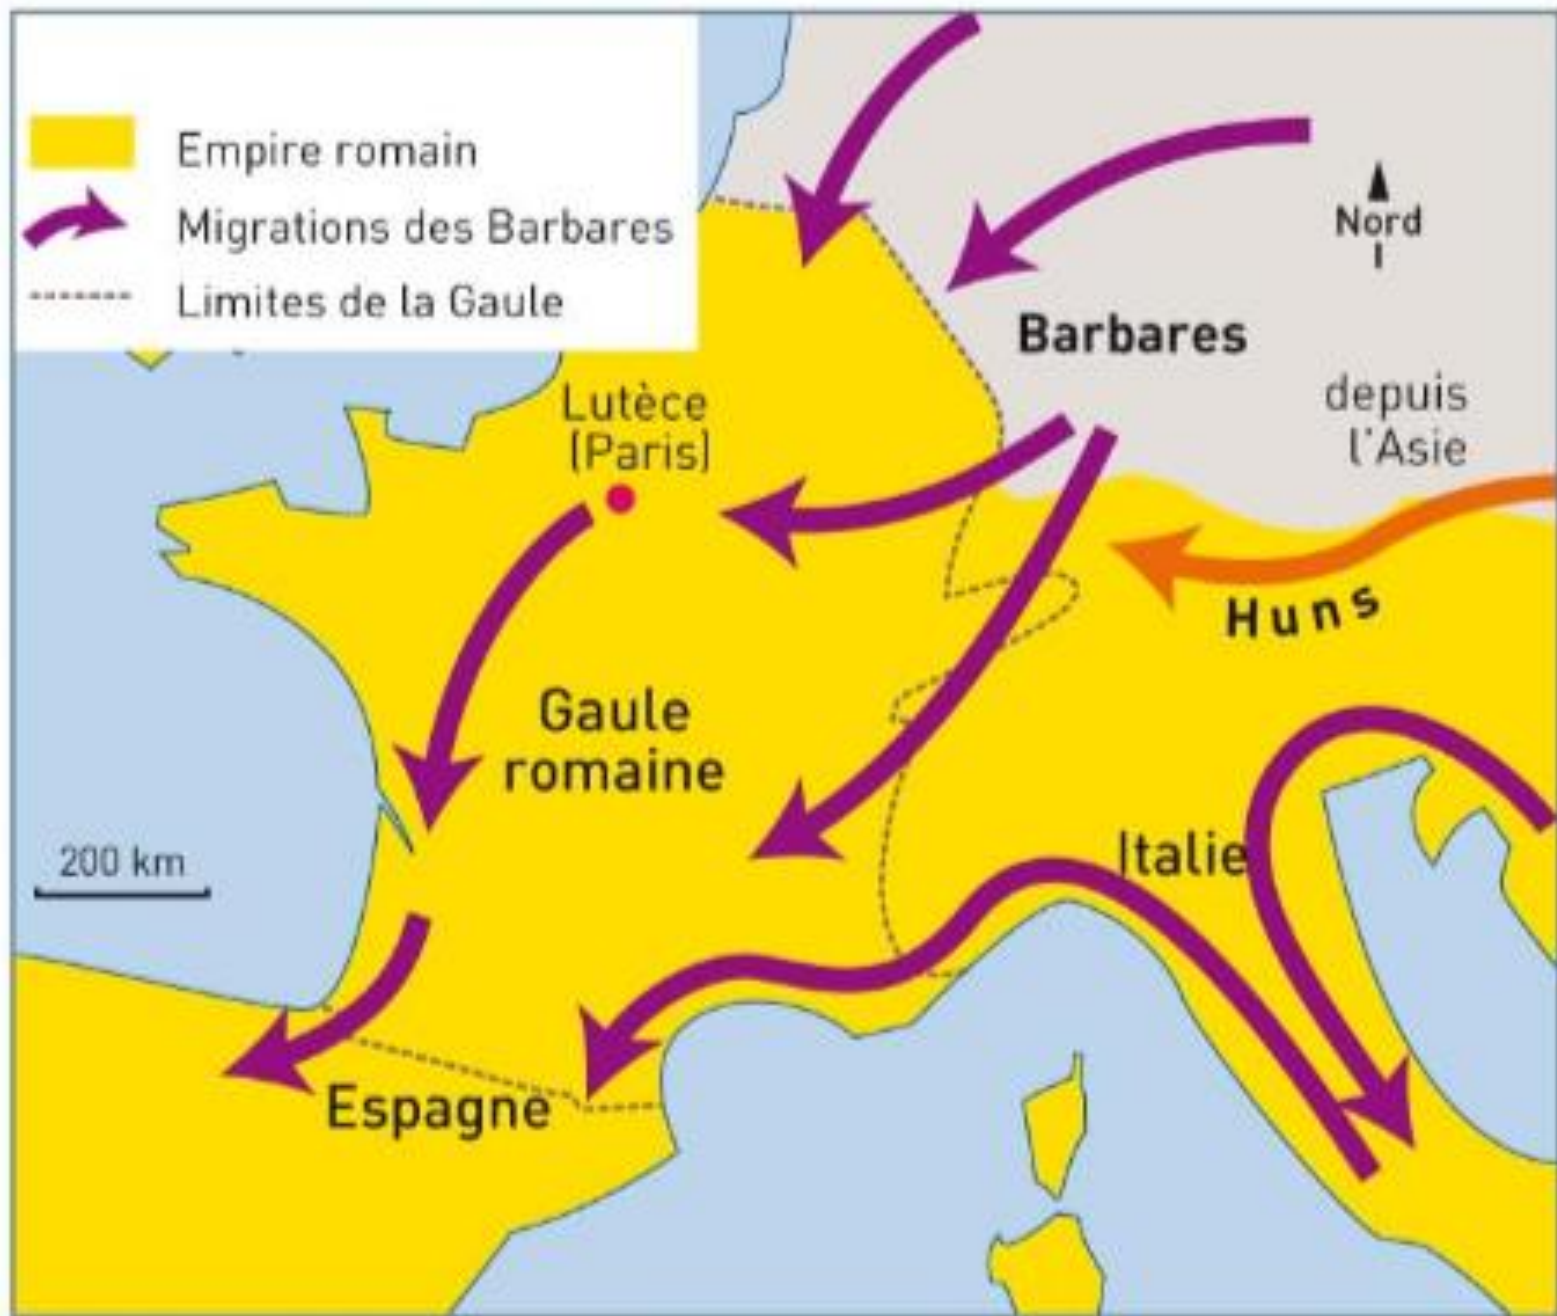 Empire romain
Migrations des Barbares
Limites de la Gaule
Nord
Barbares
depuis
l'Asie
Lutèce
(Paris)
Huns
Gaule
romaine
Italie
200 km
Espagne